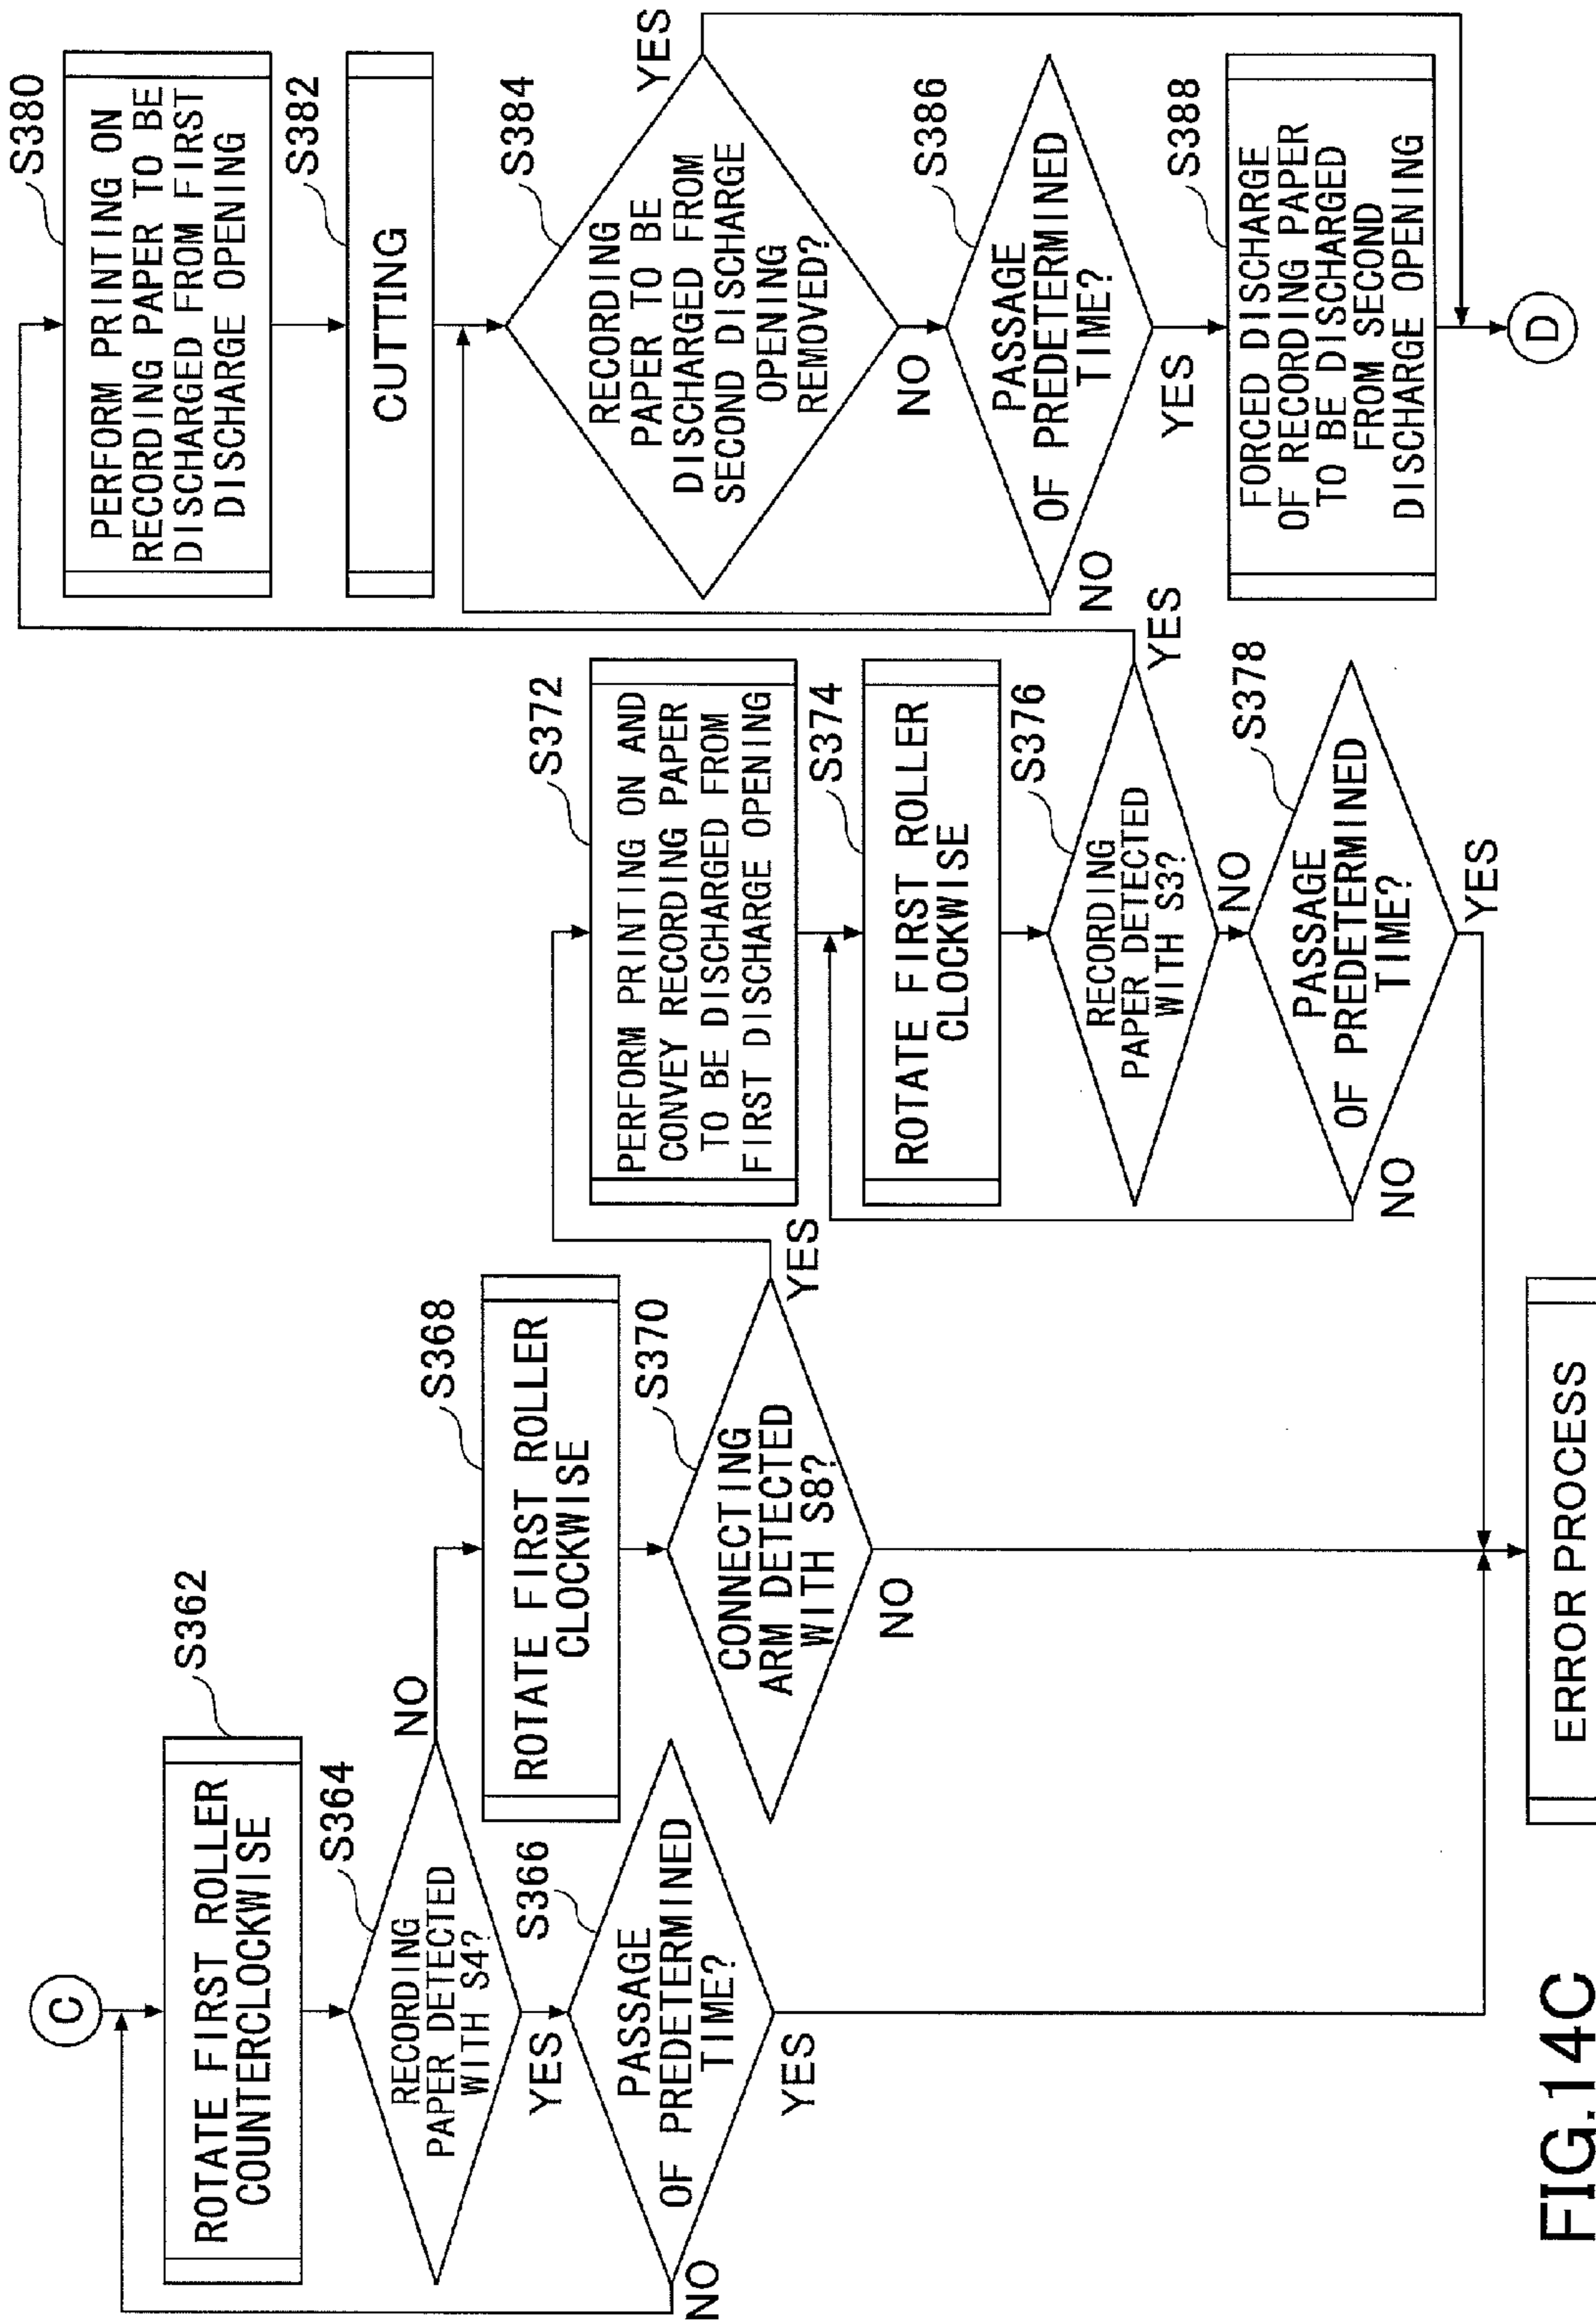 C
ROTATE FIRST ROLLER
COUNTERCLOCKWISE
S362
RECORDING
PAPER DETECTED
WITH S4?
S364
NO
YES
PASSAGE
OF PREDETERMINED
TIME?
S366
NO
YES
ROTATE FIRST ROLLER
CLOCKWISE
S368
CONNECTING
ARM DETECTED
WITH S8?
S370
YES
NO
PERFORM PRINTING ON AND
CONVEY RECORDING PAPER
TO BE DISCHARGED FROM
FIRST DISCHARGE OPENING
S372
ROTATE FIRST ROLLER
CLOCKWISE
S374
RECORDING
PAPER DETECTED
WITH S3?
S376
YES
NO
PASSAGE
OF PREDETERMINED
TIME?
S378
NO
YES
PERFORM PRINTING ON
RECORDING PAPER TO BE
DISCHARGED FROM FIRST
DISCHARGE OPENING
S380
CUTTING
S382
RECORDING
PAPER TO BE
DISCHARGED FROM
SECOND DISCHARGE
OPENING
REMOVED?
S384
YES
NO
PASSAGE
OF PREDETERMINED
TIME?
S386
NO
YES
FORCED DISCHARGE
OF RECORDING PAPER
TO BE DISCHARGED
FROM SECOND
DISCHARGE OPENING
S388
D
ERROR PROCESS
FIG.14C